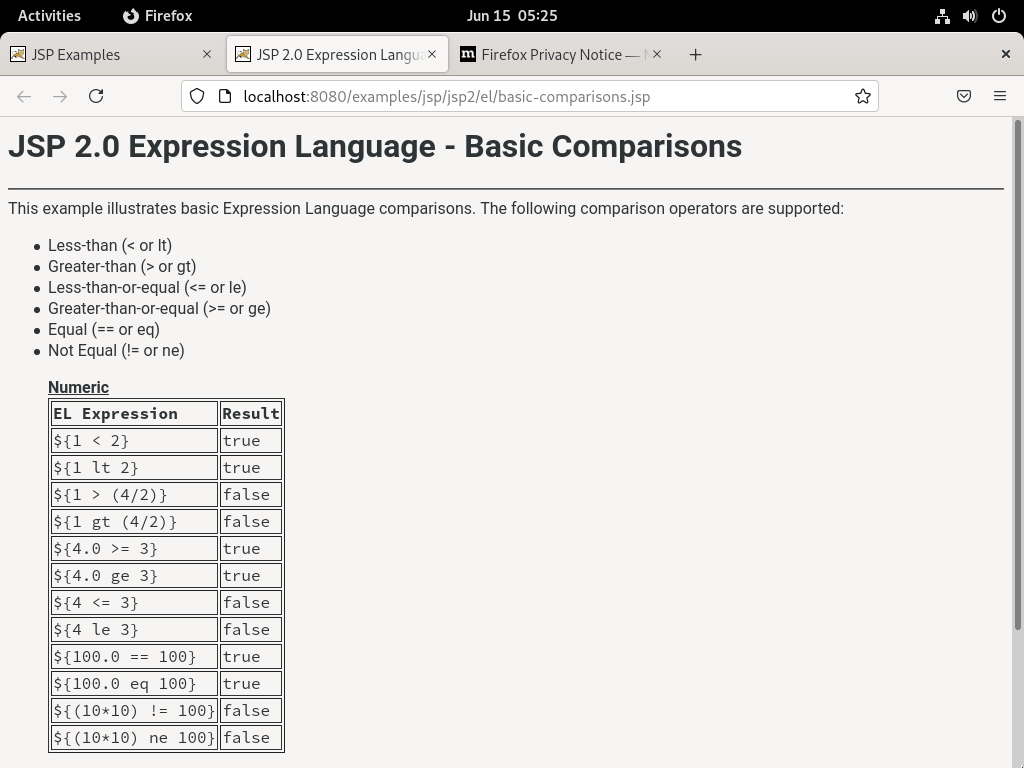 Activities Firefox Jun 15 05:25
JSP Examples JSP 2.0 Expression Langua Firefox Privacy Notice — M
localhost:8080/examples/jsp/jsp2/el/basic-comparisons.jsp
JSP 2.0 Expression Language - Basic Comparisons
This example illustrates basic Expression Language comparisons. The following comparison operators are supported:
Less-than (< or lt)
Greater-than (> or gt)
Less-than-or-equal (<= or le)
Greater-than-or-equal (>= or ge)
Equal (== or eq)
Not Equal (!= or ne)
Numeric
EL Expression Result
${1 < 2} true
${1 lt 2} true
${1 > (4/2)} false
${1 gt (4/2)} false
${4.0 >= 3} true
${4.0 ge 3} true
${4 <= 3} false
${4 le 3} false
${100.0 == 100} true
${100.0 eq 100} true
${(10*10) != 100} false
${(10*10) ne 100} false